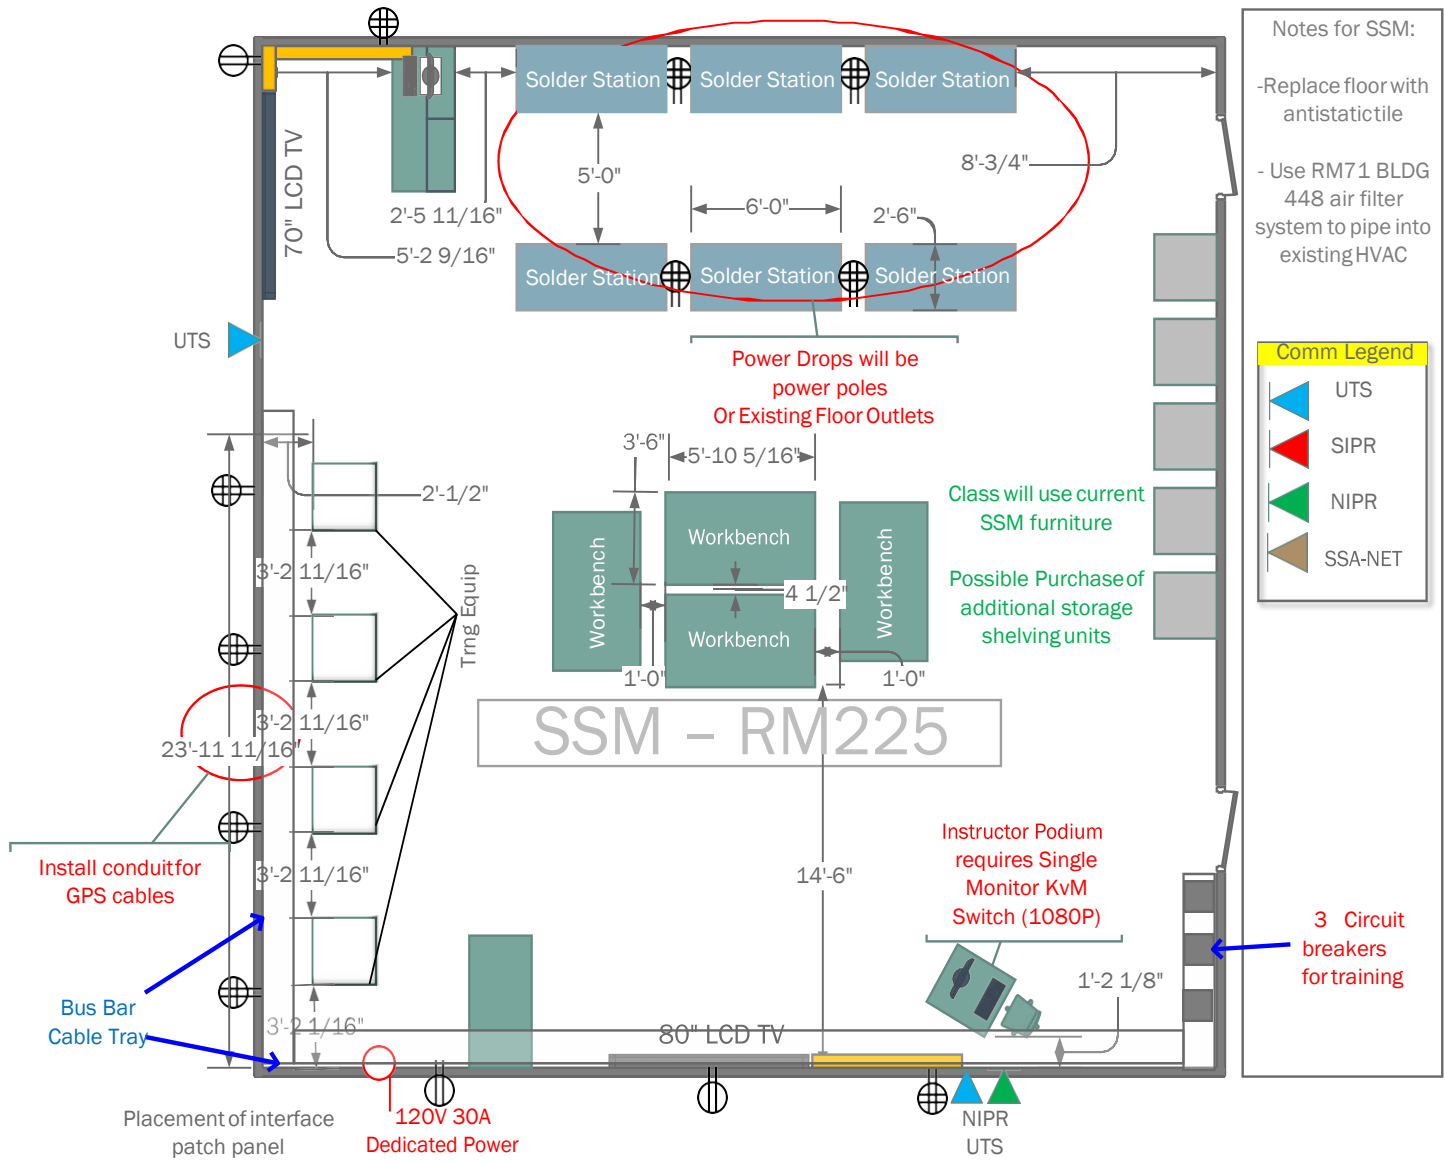 Notes for SSM:
-Replace floor with
antistatic tile
- Use RM71 BLDG
448 air filter
system to pipe into
existing HVAC
Comm Legend
UTS
SIPR
NIPR
SSA-NET
3 Circuit
breakers
for training
Solder Station
Solder Station
Solder Station
70" LCD TV
5'-0"
8'-3/4"
2'-5 11/16"
6'-0"
2'-6"
5'-2 9/16"
Solder Station
Solder Station
Solder Station
UTS
Power Drops will be
power poles
Or Existing Floor Outlets
3'-6"
5'-10 5/16"
2'-1/2"
Class will use current
SSM furniture
Workbench
Workbench
Workbench
Workbench
4 1/2"
1'-0"
1'-0"
Possible Purchase of
additional storage
shelving units
3'-2 11/16"
Trng Equip
3'-2 11/16"
23'-11 11/16"
SSM – RM225
Install conduit for
GPS cables
3'-2 11/16"
14'-6"
Instructor Podium
requires Single
Monitor KvM
Switch (1080P)
1'-2 1/8"
Bus Bar
Cable Tray
3'-2 1/16"
80" LCD TV
Placement of interface
patch panel
120V 30A
Dedicated Power
NIPR
UTS